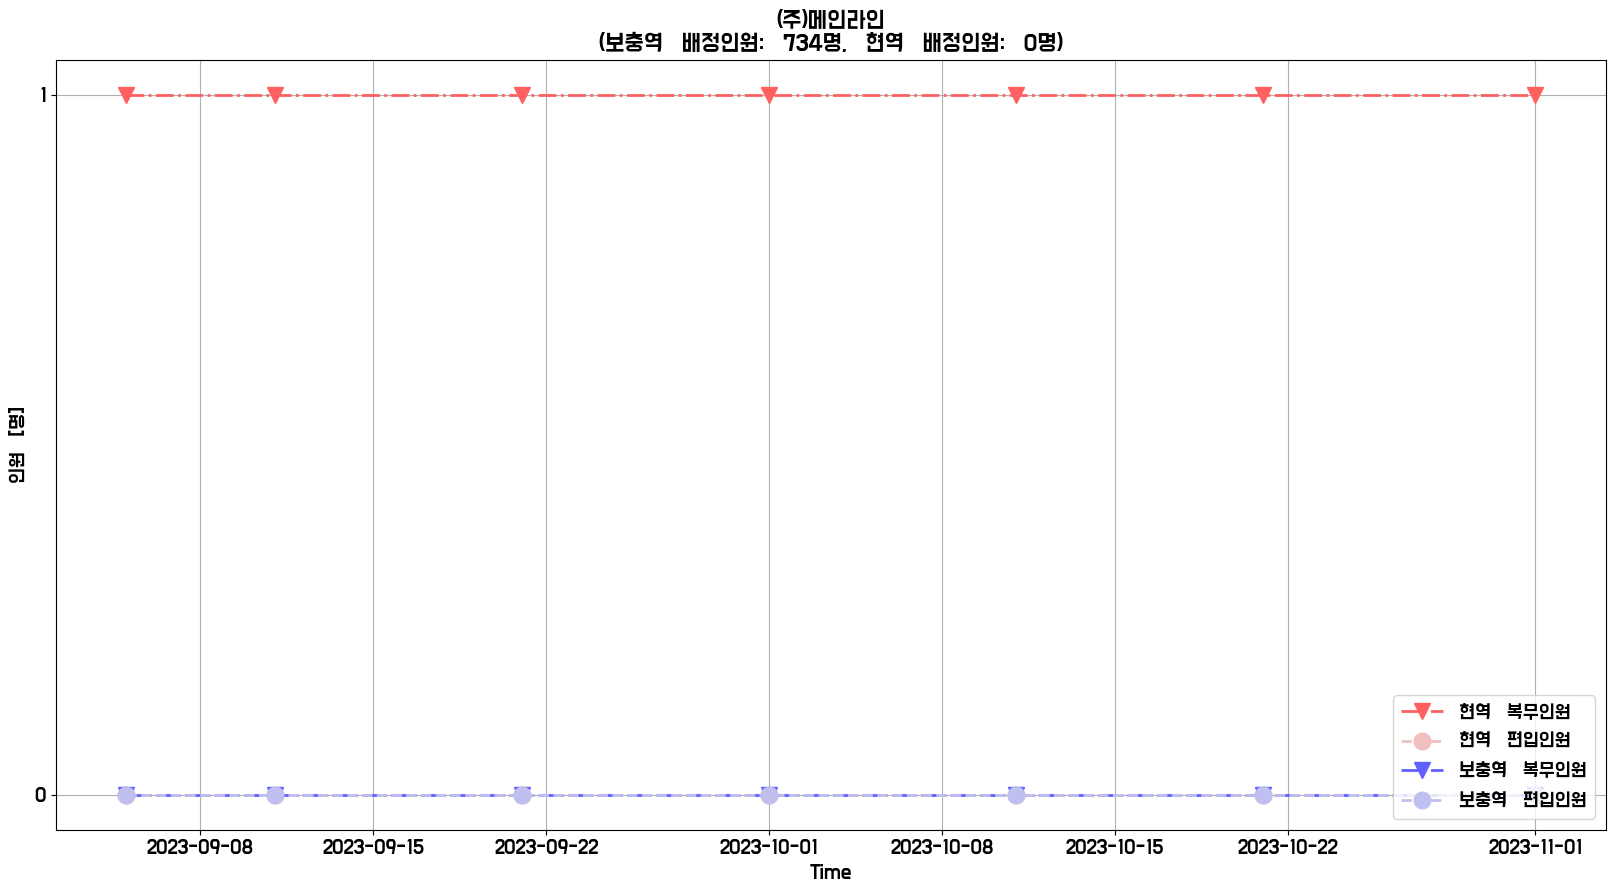 (주)메인라인
(보충역 배정인원: 734명, 현역 배정인원: 0명)
1
인원 [명]
0
현역 복무인원
현역 편입인원
보충역 복무인원
보충역 편입인원
2023-09-08 2023-09-15 2023-09-22 2023-10-01 2023-10-08 2023-10-15 2023-10-22 2023-11-01
Time